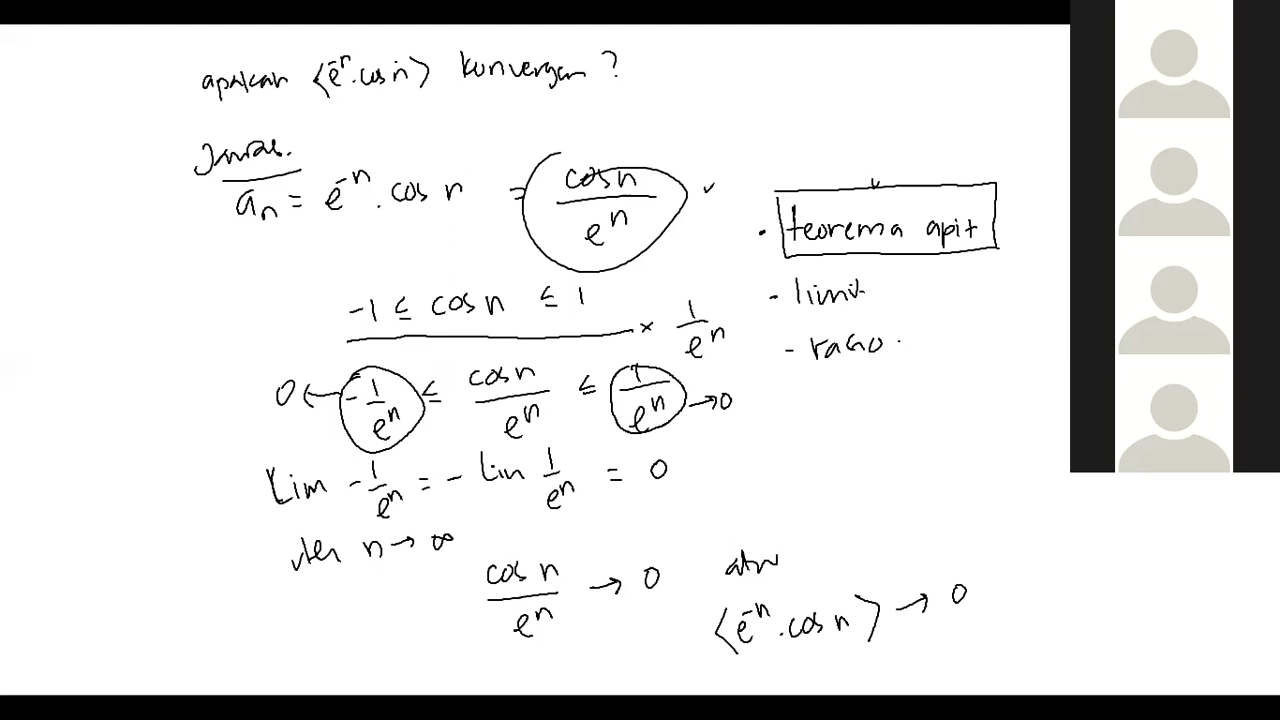 apakah ⟨e⁻ⁿ.cos n⟩ konvergen ?
Jawab.
aₙ = e⁻ⁿ . cos n = cos n / eⁿ
-1 ≤ cos n ≤ 1 × 1/eⁿ
0 ← -1/eⁿ ≤ cos n / eⁿ ≤ 1/eⁿ → 0
Lim -1/eⁿ = - lim 1/eⁿ = 0
n → ∞
cos n / eⁿ → 0 atau
⟨e⁻ⁿ . cos n⟩ → 0
. teorema apit
- limit
- rasio .